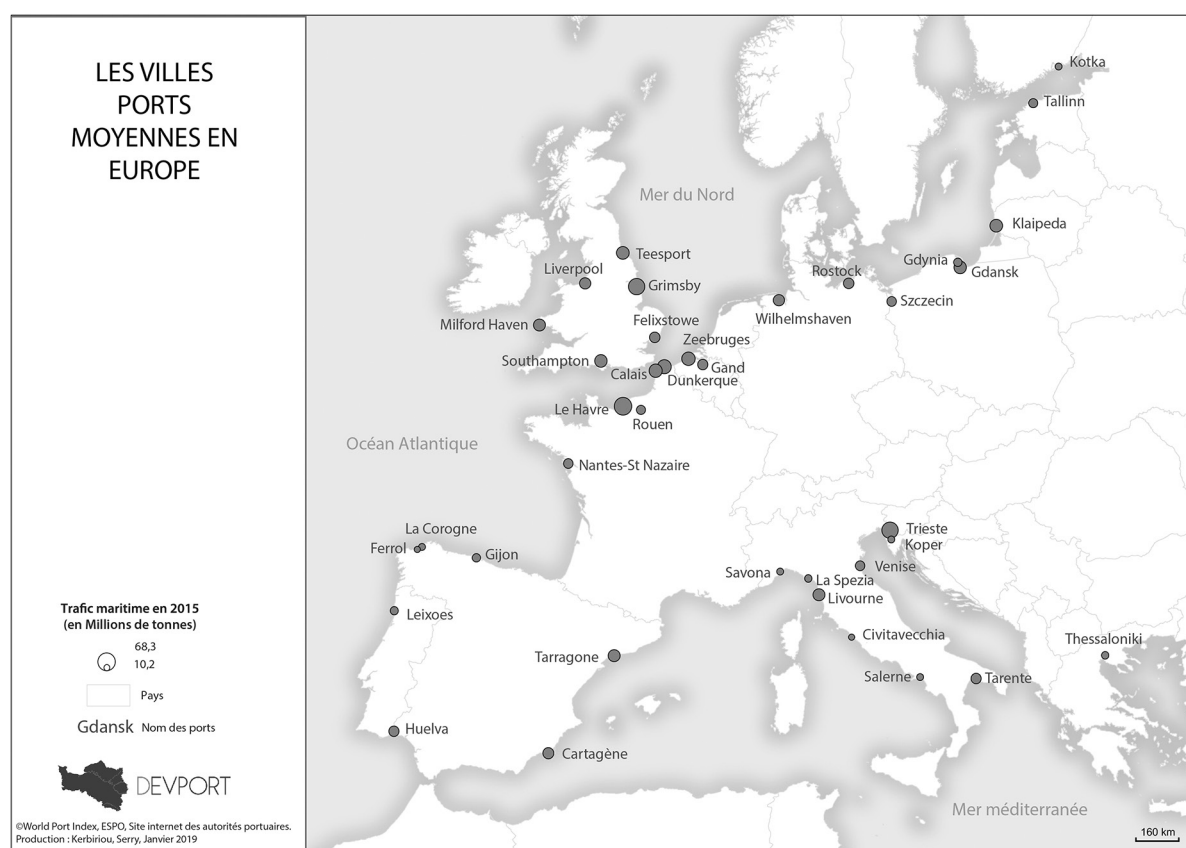 LES VILLES
PORTS
MOYENNES EN
EUROPE
Trafic maritime en 2015
(en Millions de tonnes)
68,3
10,2
Pays
Gdansk Nom des ports
DEVPORT
©World Port Index, ESPO, Site internet des autorités portuaires.
Production : Kerbiriou, Serry, Janvier 2019
Kotka
Tallinn
Mer du Nord
Klaipeda
Teesport
Gdynia
Liverpool
Rostock
Gdansk
Grimsby
Szczecin
Felixstowe
Wilhelmshaven
Milford Haven
Zeebruges
Southampton
Gand
Calais
Dunkerque
Le Havre
Rouen
Océan Atlantique
Nantes-St Nazaire
La Corogne
Trieste
Ferrol
Koper
Gijon
Venise
Savona
La Spezia
Livourne
Leixoes
Civitavecchia
Thessaloniki
Tarragone
Salerne
Tarente
Huelva
Cartagène
Mer méditerranée
160 km